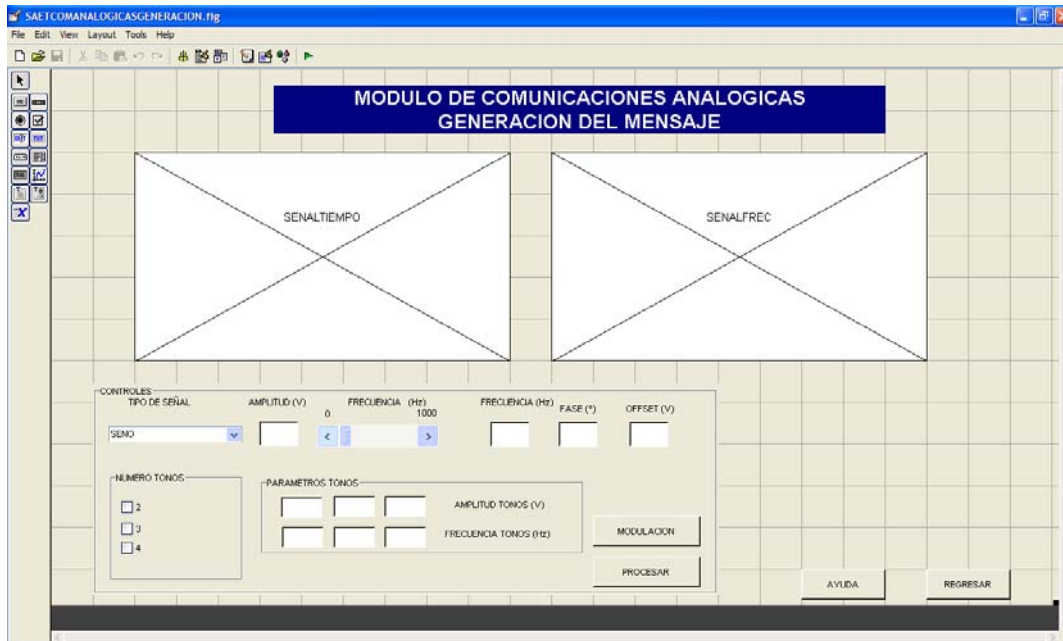 SAETCOMANALOGICASGENERACION.fig
File Edit View Layout Tools Help
MODULO DE COMUNICACIONES ANALOGICAS
GENERACION DEL MENSAJE
SENALTIEMPO
SENALFREC
CONTROLES
TIPO DE SEÑAL
AMPLITUD (V)
FRECUENCIA (Hz)
0
1000
FRECUENCIA (Hz)
FASE (°)
OFFSET (V)
SENO
NUMERO TONOS
2
3
4
PARAMETROS TONOS
AMPLITUD TONOS (V)
FRECUENCIA TONOS (Hz)
MODULACION
PROCESAR
AYUDA
REGRESAR